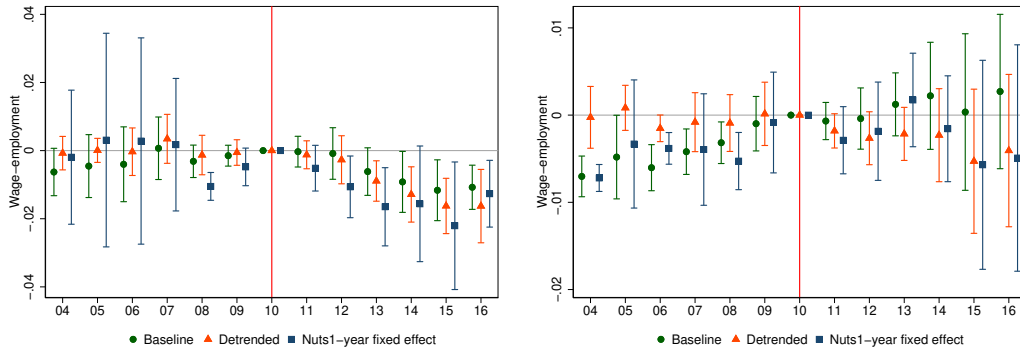 .04
.02
0
-.02
-.04
Wage-employment
04 05 06 07 08 09 10 11 12 13 14 15 16
Baseline Detrended Nuts1-year fixed effect
.01
0
-.01
-.02
Wage-employment
04 05 06 07 08 09 10 11 12 13 14 15 16
Baseline Detrended Nuts1-year fixed effect